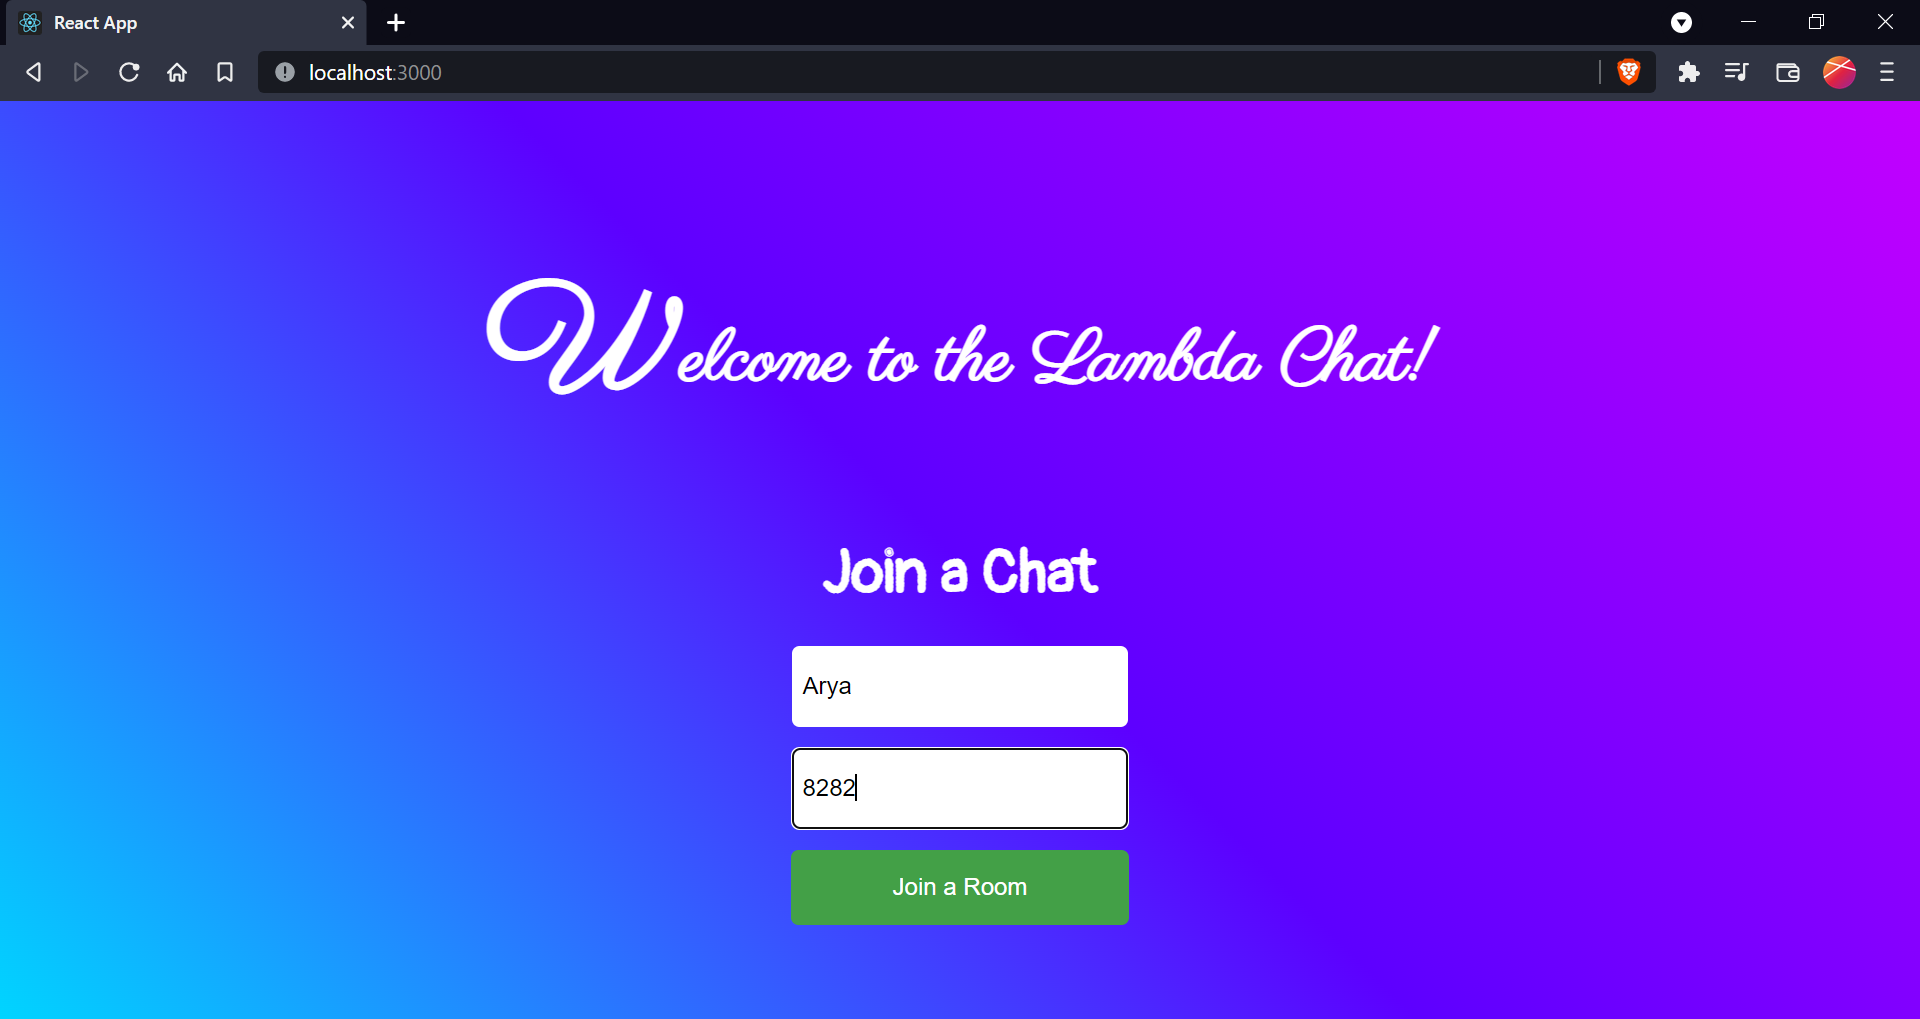 React App
localhost:3000
Welcome to the Lambda Chat!
Join a Chat
Arya
8282
Join a Room